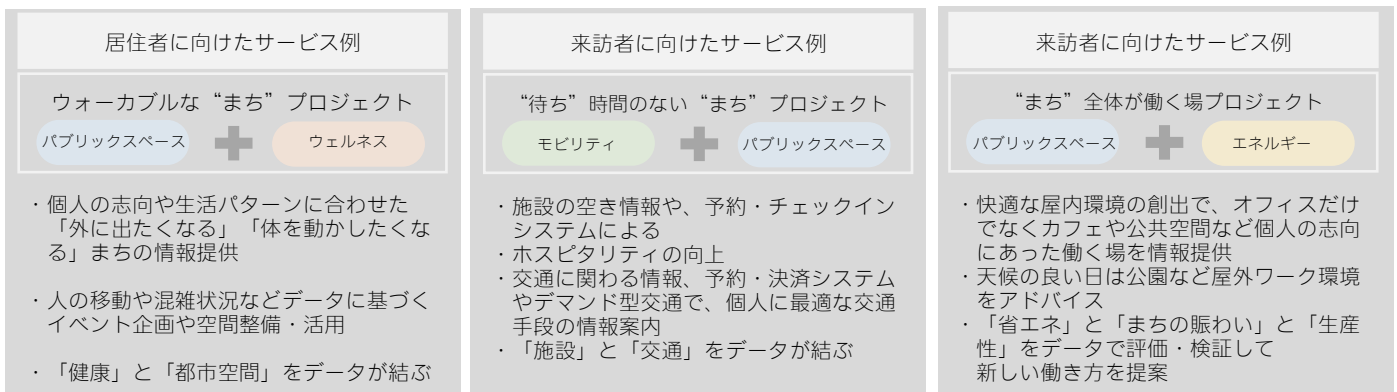 居住者に向けたサービス例
ウォーカブルな“まち”プロジェクト
パブリックスペース
ウェルネス
・個人の志向や生活パターンに合わせた
「外に出たくなる」「体を動かしたくな
る」まちの情報提供
・人の移動や混雑状況などデータに基づく
イベント企画や空間整備・活用
・「健康」と「都市空間」をデータが結ぶ
来訪者に向けたサービス例
“待ち”時間のない“まち”プロジェクト
モビリティ
パブリックスペース
・施設の空き情報や、予約・チェックイン
システムによる
・ホスピタリティの向上
・交通に関わる情報、予約・決済システム
やデマンド型交通で、個人に最適な交通
手段の情報案内
・「施設」と「交通」をデータが結ぶ
来訪者に向けたサービス例
“まち”全体が働く場プロジェクト
パブリックスペース
エネルギー
・快適な屋内環境の創出で、オフィスだけ
でなくカフェや公共空間など個人の志向
にあった働く場を情報提供
・天候の良い日は公園など屋外ワーク環境
をアドバイス
・「省エネ」と「まちの賑わい」と「生産
性」をデータで評価・検証して
新しい働き方を提案